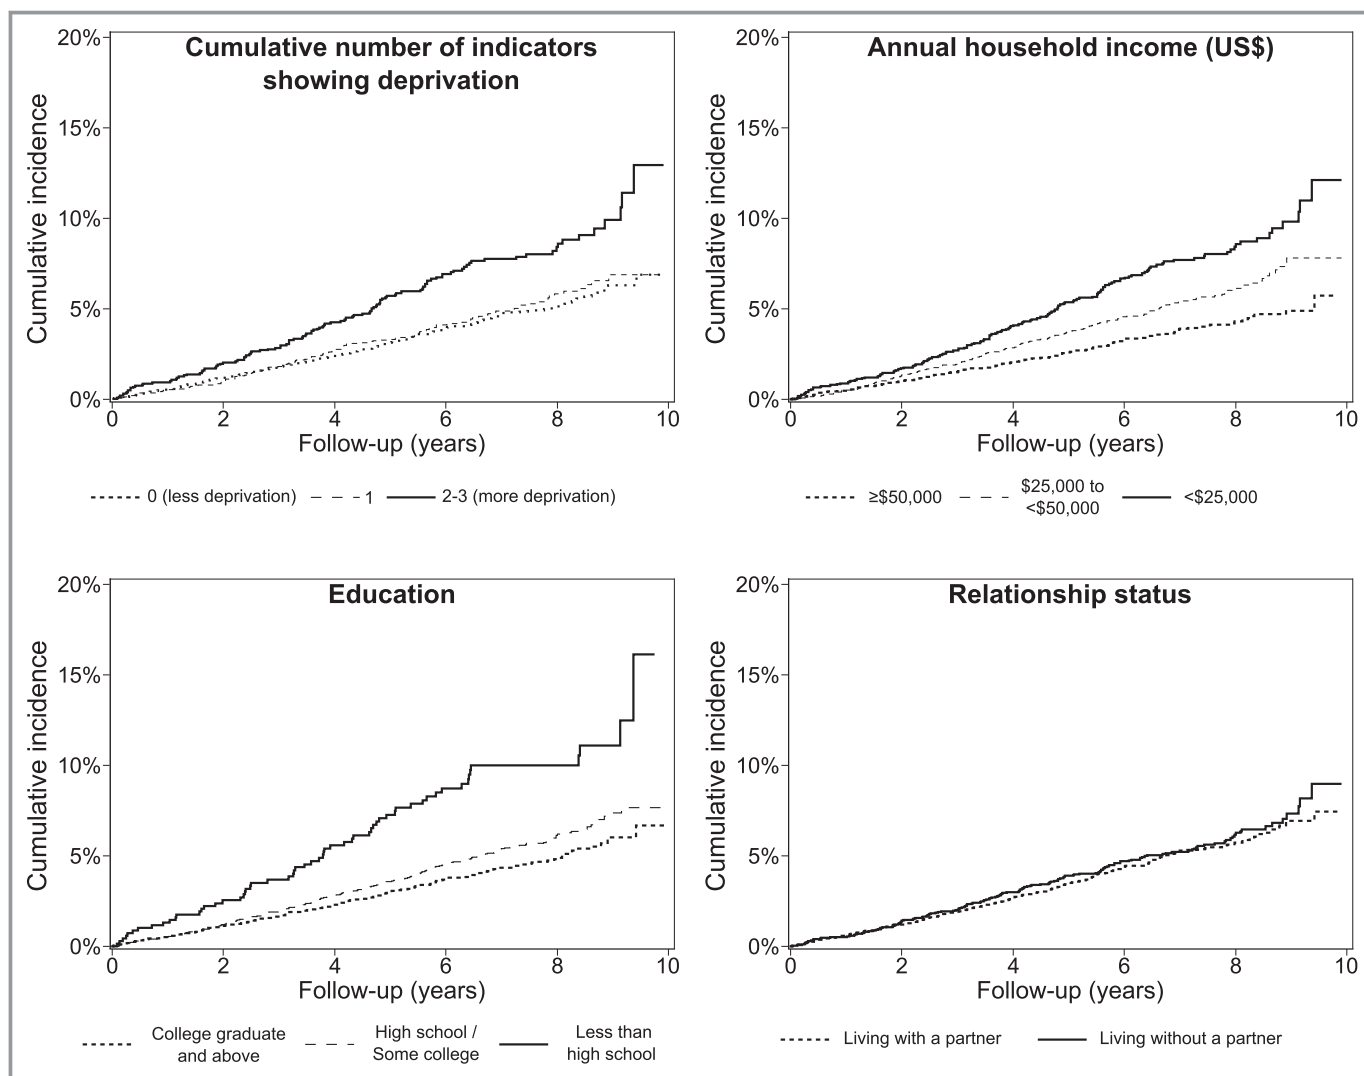 Cumulative number of indicators
showing deprivation
Cumulative incidence
20%
15%
10%
5%
0%
0 2 4 6 8 10
Follow-up (years)
0 (less deprivation) 1 2-3 (more deprivation)
Annual household income (US$)
Cumulative incidence
20%
15%
10%
5%
0%
0 2 4 6 8 10
Follow-up (years)
≥$50,000
$25,000 to
<$50,000
<$25,000
Education
Cumulative incidence
20%
15%
10%
5%
0%
0 2 4 6 8 10
Follow-up (years)
College graduate
and above
High school /
Some college
Less than
high school
Relationship status
Cumulative incidence
20%
15%
10%
5%
0%
0 2 4 6 8 10
Follow-up (years)
Living with a partner Living without a partner